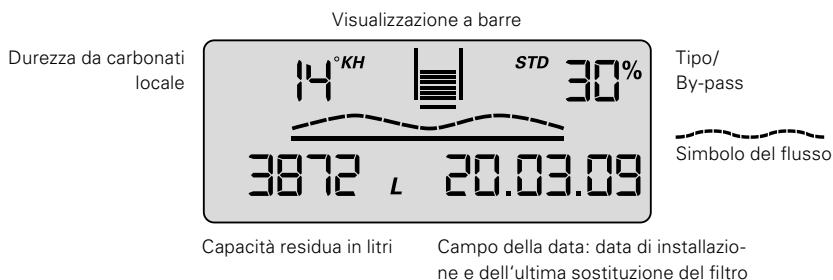 Visualizzazione a barre
Durezza da carbonati
locale
14°KH
STD 30%
Tipo/
By-pass
Simbolo del flusso
3872 L 20.03.09
Capacità residua in litri
Campo della data: data di installazio-
ne e dell‘ultima sostituzione del filtro